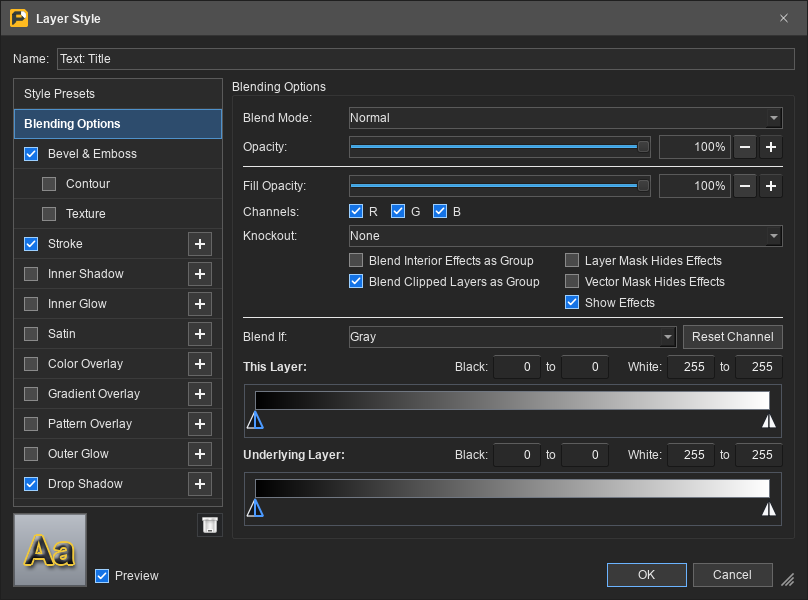 Layer Style
Name: Text: Title
Style Presets
Blending Options
Bevel & Emboss
Contour
Texture
Stroke
Inner Shadow
Inner Glow
Satin
Color Overlay
Gradient Overlay
Pattern Overlay
Outer Glow
Drop Shadow
Aa
Preview
Blending Options
Blend Mode: Normal
Opacity: 100%
Fill Opacity: 100%
Channels: R G B
Knockout: None
Blend Interior Effects as Group Layer Mask Hides Effects
Blend Clipped Layers as Group Vector Mask Hides Effects
Show Effects
Blend If: Gray Reset Channel
This Layer: Black: 0 to 0 White: 255 to 255
Underlying Layer: Black: 0 to 0 White: 255 to 255
OK Cancel